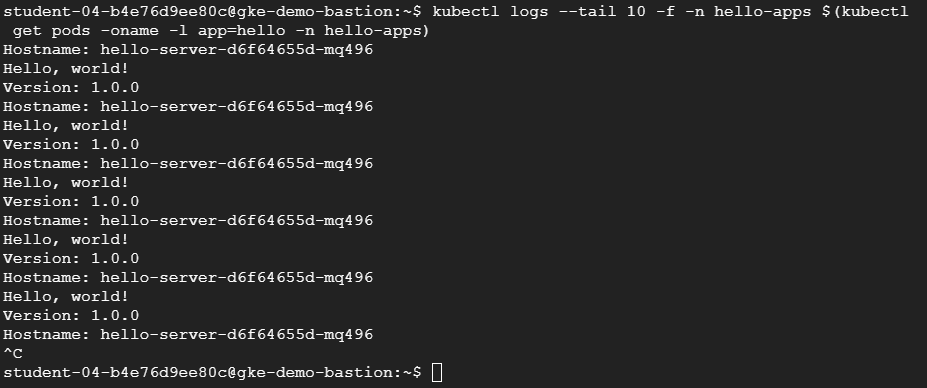 student-04-b4e76d9ee80c@gke-demo-bastion:~$ kubectl logs --tail 10 -f -n hello-apps $(kubectl
get pods -oname -l app=hello -n hello-apps)
Hostname: hello-server-d6f64655d-mq496
Hello, world!
Version: 1.0.0
Hostname: hello-server-d6f64655d-mq496
Hello, world!
Version: 1.0.0
Hostname: hello-server-d6f64655d-mq496
Hello, world!
Version: 1.0.0
Hostname: hello-server-d6f64655d-mq496
Hello, world!
Version: 1.0.0
Hostname: hello-server-d6f64655d-mq496
Hello, world!
Version: 1.0.0
Hostname: hello-server-d6f64655d-mq496
^C
student-04-b4e76d9ee80c@gke-demo-bastion:~$